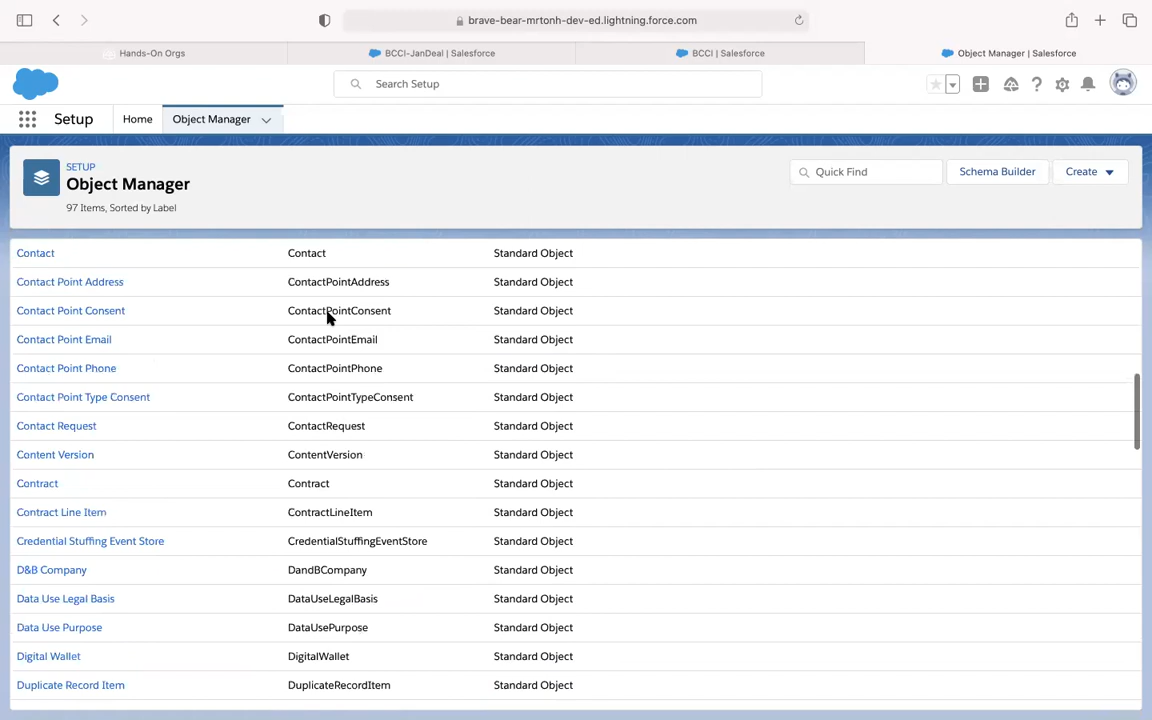 brave-bear-mrtonh-dev-ed.lightning.force.com
Hands-On Orgs
BCCI-JanDeal | Salesforce
BCCI | Salesforce
Object Manager | Salesforce
Search Setup
Setup
Home
Object Manager
SETUP
Object Manager
97 Items, Sorted by Label
Quick Find
Schema Builder
Create
Contact Contact Standard Object
Contact Point Address ContactPointAddress Standard Object
Contact Point Consent ContactPointConsent Standard Object
Contact Point Email ContactPointEmail Standard Object
Contact Point Phone ContactPointPhone Standard Object
Contact Point Type Consent ContactPointTypeConsent Standard Object
Contact Request ContactRequest Standard Object
Content Version ContentVersion Standard Object
Contract Contract Standard Object
Contract Line Item ContractLineItem Standard Object
Credential Stuffing Event Store CredentialStuffingEventStore Standard Object
D&B Company DandBCompany Standard Object
Data Use Legal Basis DataUseLegalBasis Standard Object
Data Use Purpose DataUsePurpose Standard Object
Digital Wallet DigitalWallet Standard Object
Duplicate Record Item DuplicateRecordItem Standard Object